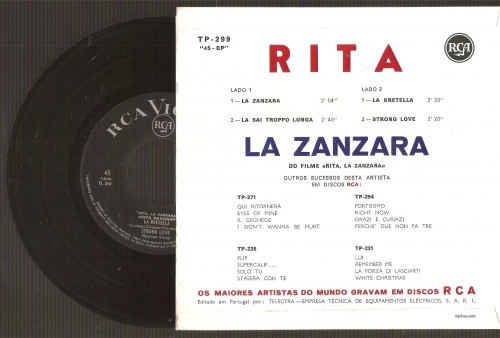 TP-299
"45-EP"
RITA
RCA
LADO 1
1—LA ZANZARA 2' 04"
2—LA SAI TROPPO LUNGA 2' 48"
LADO 2
1—LA BRETELLA 2' 20"
2—STRONG LOVE 2' 20"
LA ZANZARA
DO FILME «RITA, LA ZANZARA»
OUTROS SUCESSOS DESTA ARTISTA
EM DISCOS RCA:
TP-271
QUI RITORNERÀ
EYES OF MINE
IL GEGHEGE
I DON'T WANNA BE HURT
TP-294
FORTISSIMO
RIGHT NOW
ORAZI E CURIAZI
PERCHE' DUE NON FA TRE
TP-235
FLIP
SUPERCALIF...
SOLO TU
STASERA CON TE
TP-231
LUI
REMEMBER ME
LA FORZA DI LASCIARTI
WHITE CHRISTMAS
OS MAIORES ARTISTAS DO MUNDO GRAVAM EM DISCOS RCA
Editado em Portugal por: TELECTRA—EMPRESA TÉCNICA DE EQUIPAMENTOS ELÉCTRICOS, S. A. R. L.
RCA VIC
RCA
45
LA BRETELLA
STRONG LOVE